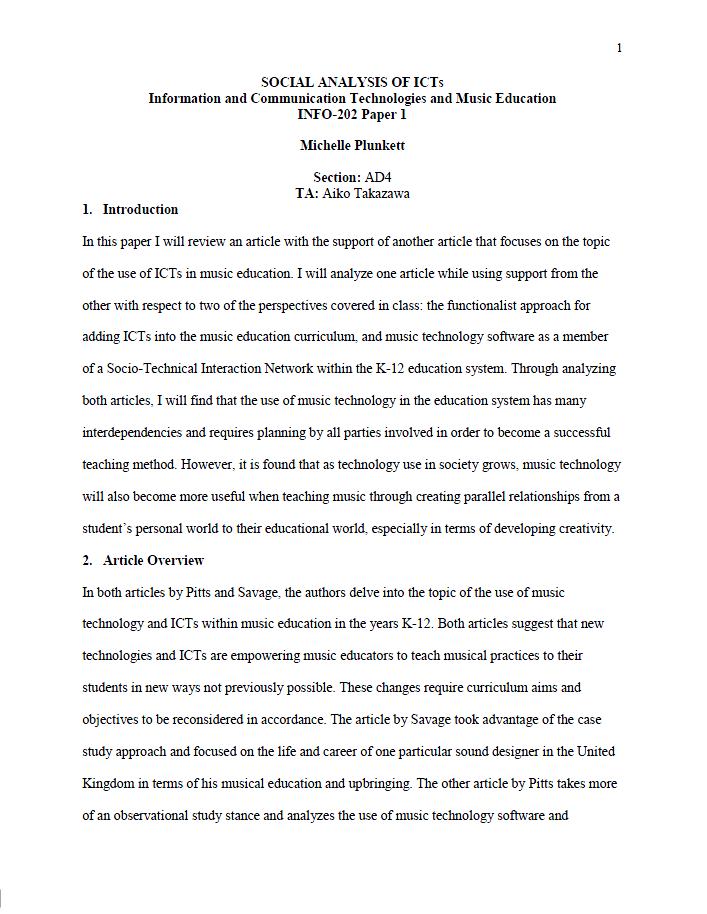 1
SOCIAL ANALYSIS OF ICTs
Information and Communication Technologies and Music Education
INFO-202 Paper 1
Michelle Plunkett
Section: AD4
TA: Aiko Takazawa
1. Introduction
In this paper I will review an article with the support of another article that focuses on the topic
of the use of ICTs in music education. I will analyze one article while using support from the
other with respect to two of the perspectives covered in class: the functionalist approach for
adding ICTs into the music education curriculum, and music technology software as a member
of a Socio-Technical Interaction Network within the K-12 education system. Through analyzing
both articles, I will find that the use of music technology in the education system has many
interdependencies and requires planning by all parties involved in order to become a successful
teaching method. However, it is found that as technology use in society grows, music technology
will also become more useful when teaching music through creating parallel relationships from a
student’s personal world to their educational world, especially in terms of developing creativity.
2. Article Overview
In both articles by Pitts and Savage, the authors delve into the topic of the use of music
technology and ICTs within music education in the years K-12. Both articles suggest that new
technologies and ICTs are empowering music educators to teach musical practices to their
students in new ways not previously possible. These changes require curriculum aims and
objectives to be reconsidered in accordance. The article by Savage took advantage of the case
study approach and focused on the life and career of one particular sound designer in the United
Kingdom in terms of his musical education and upbringing. The other article by Pitts takes more
of an observational study stance and analyzes the use of music technology software and